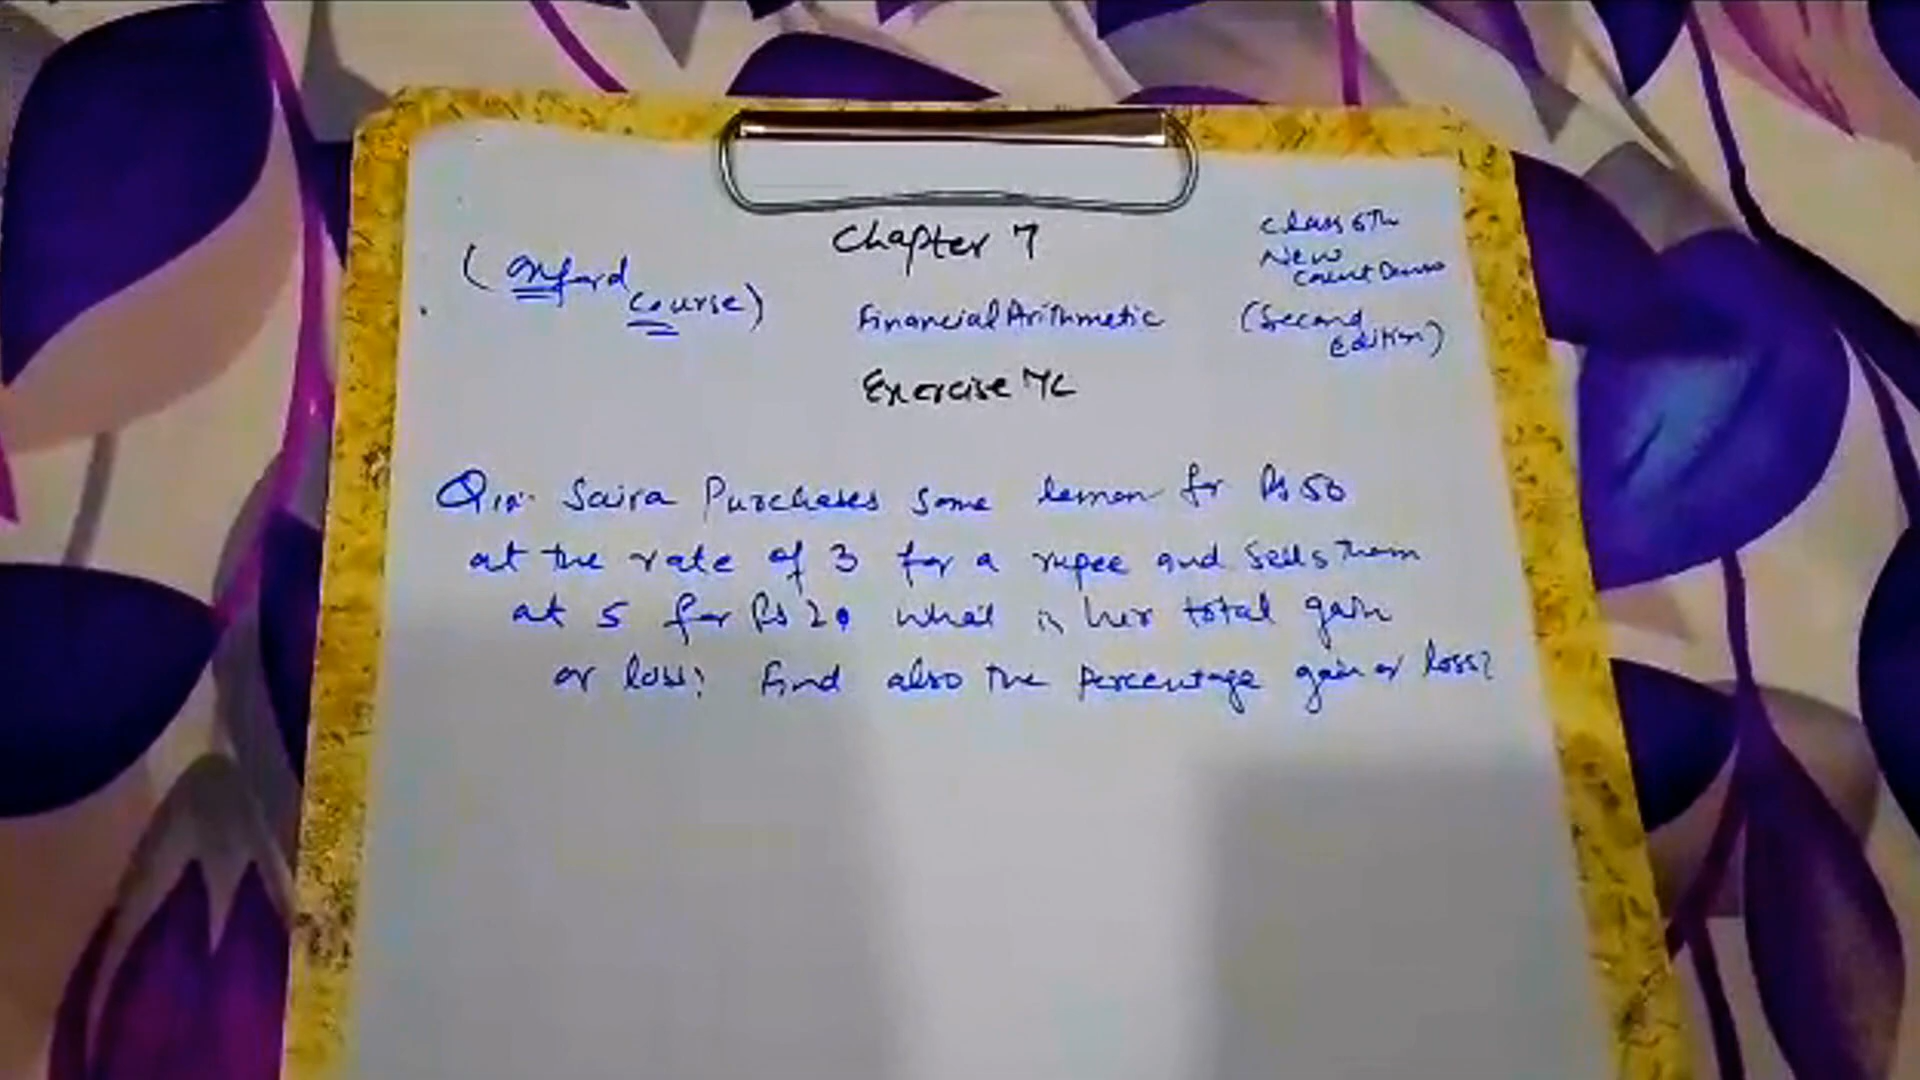 Chapter 7
(Oxford Course)
Class 6Th
New Count Down
(Second Edition)
Financial Arithmetic
Exercise 7C
Saira Purchases some lemon for Rs 50
at the rate of 3 for a rupee and sells them
at 5 for Rs 2. What is her total gain
or loss? Find also the percentage gain or loss?